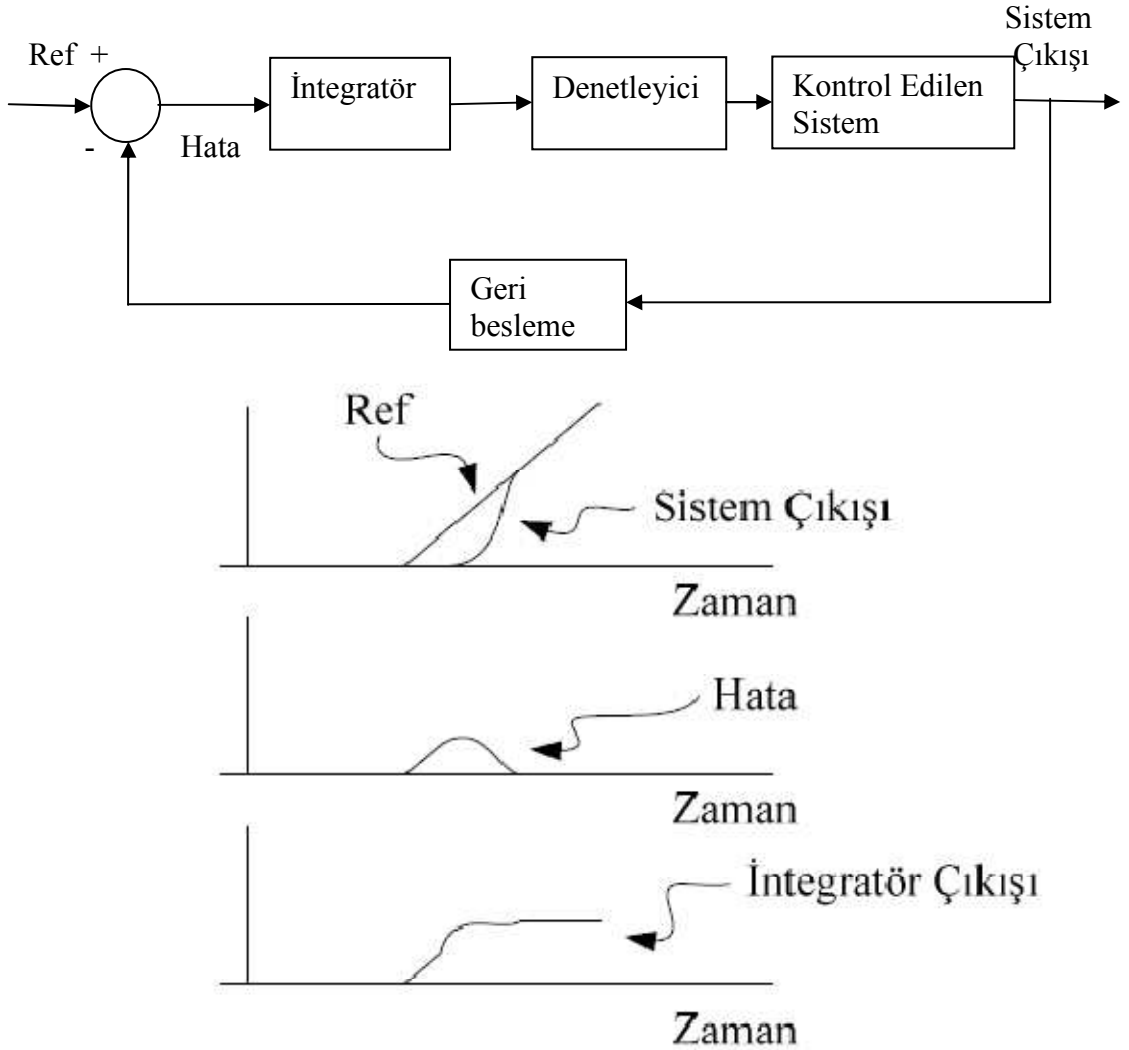 Sistem
Çıkışı
Ref +
İntegratör
Denetleyici
Kontrol Edilen
Sistem
-
Hata
Geri
besleme
Ref
Sistem Çıkışı
Zaman
Hata
Zaman
İntegratör Çıkışı
Zaman